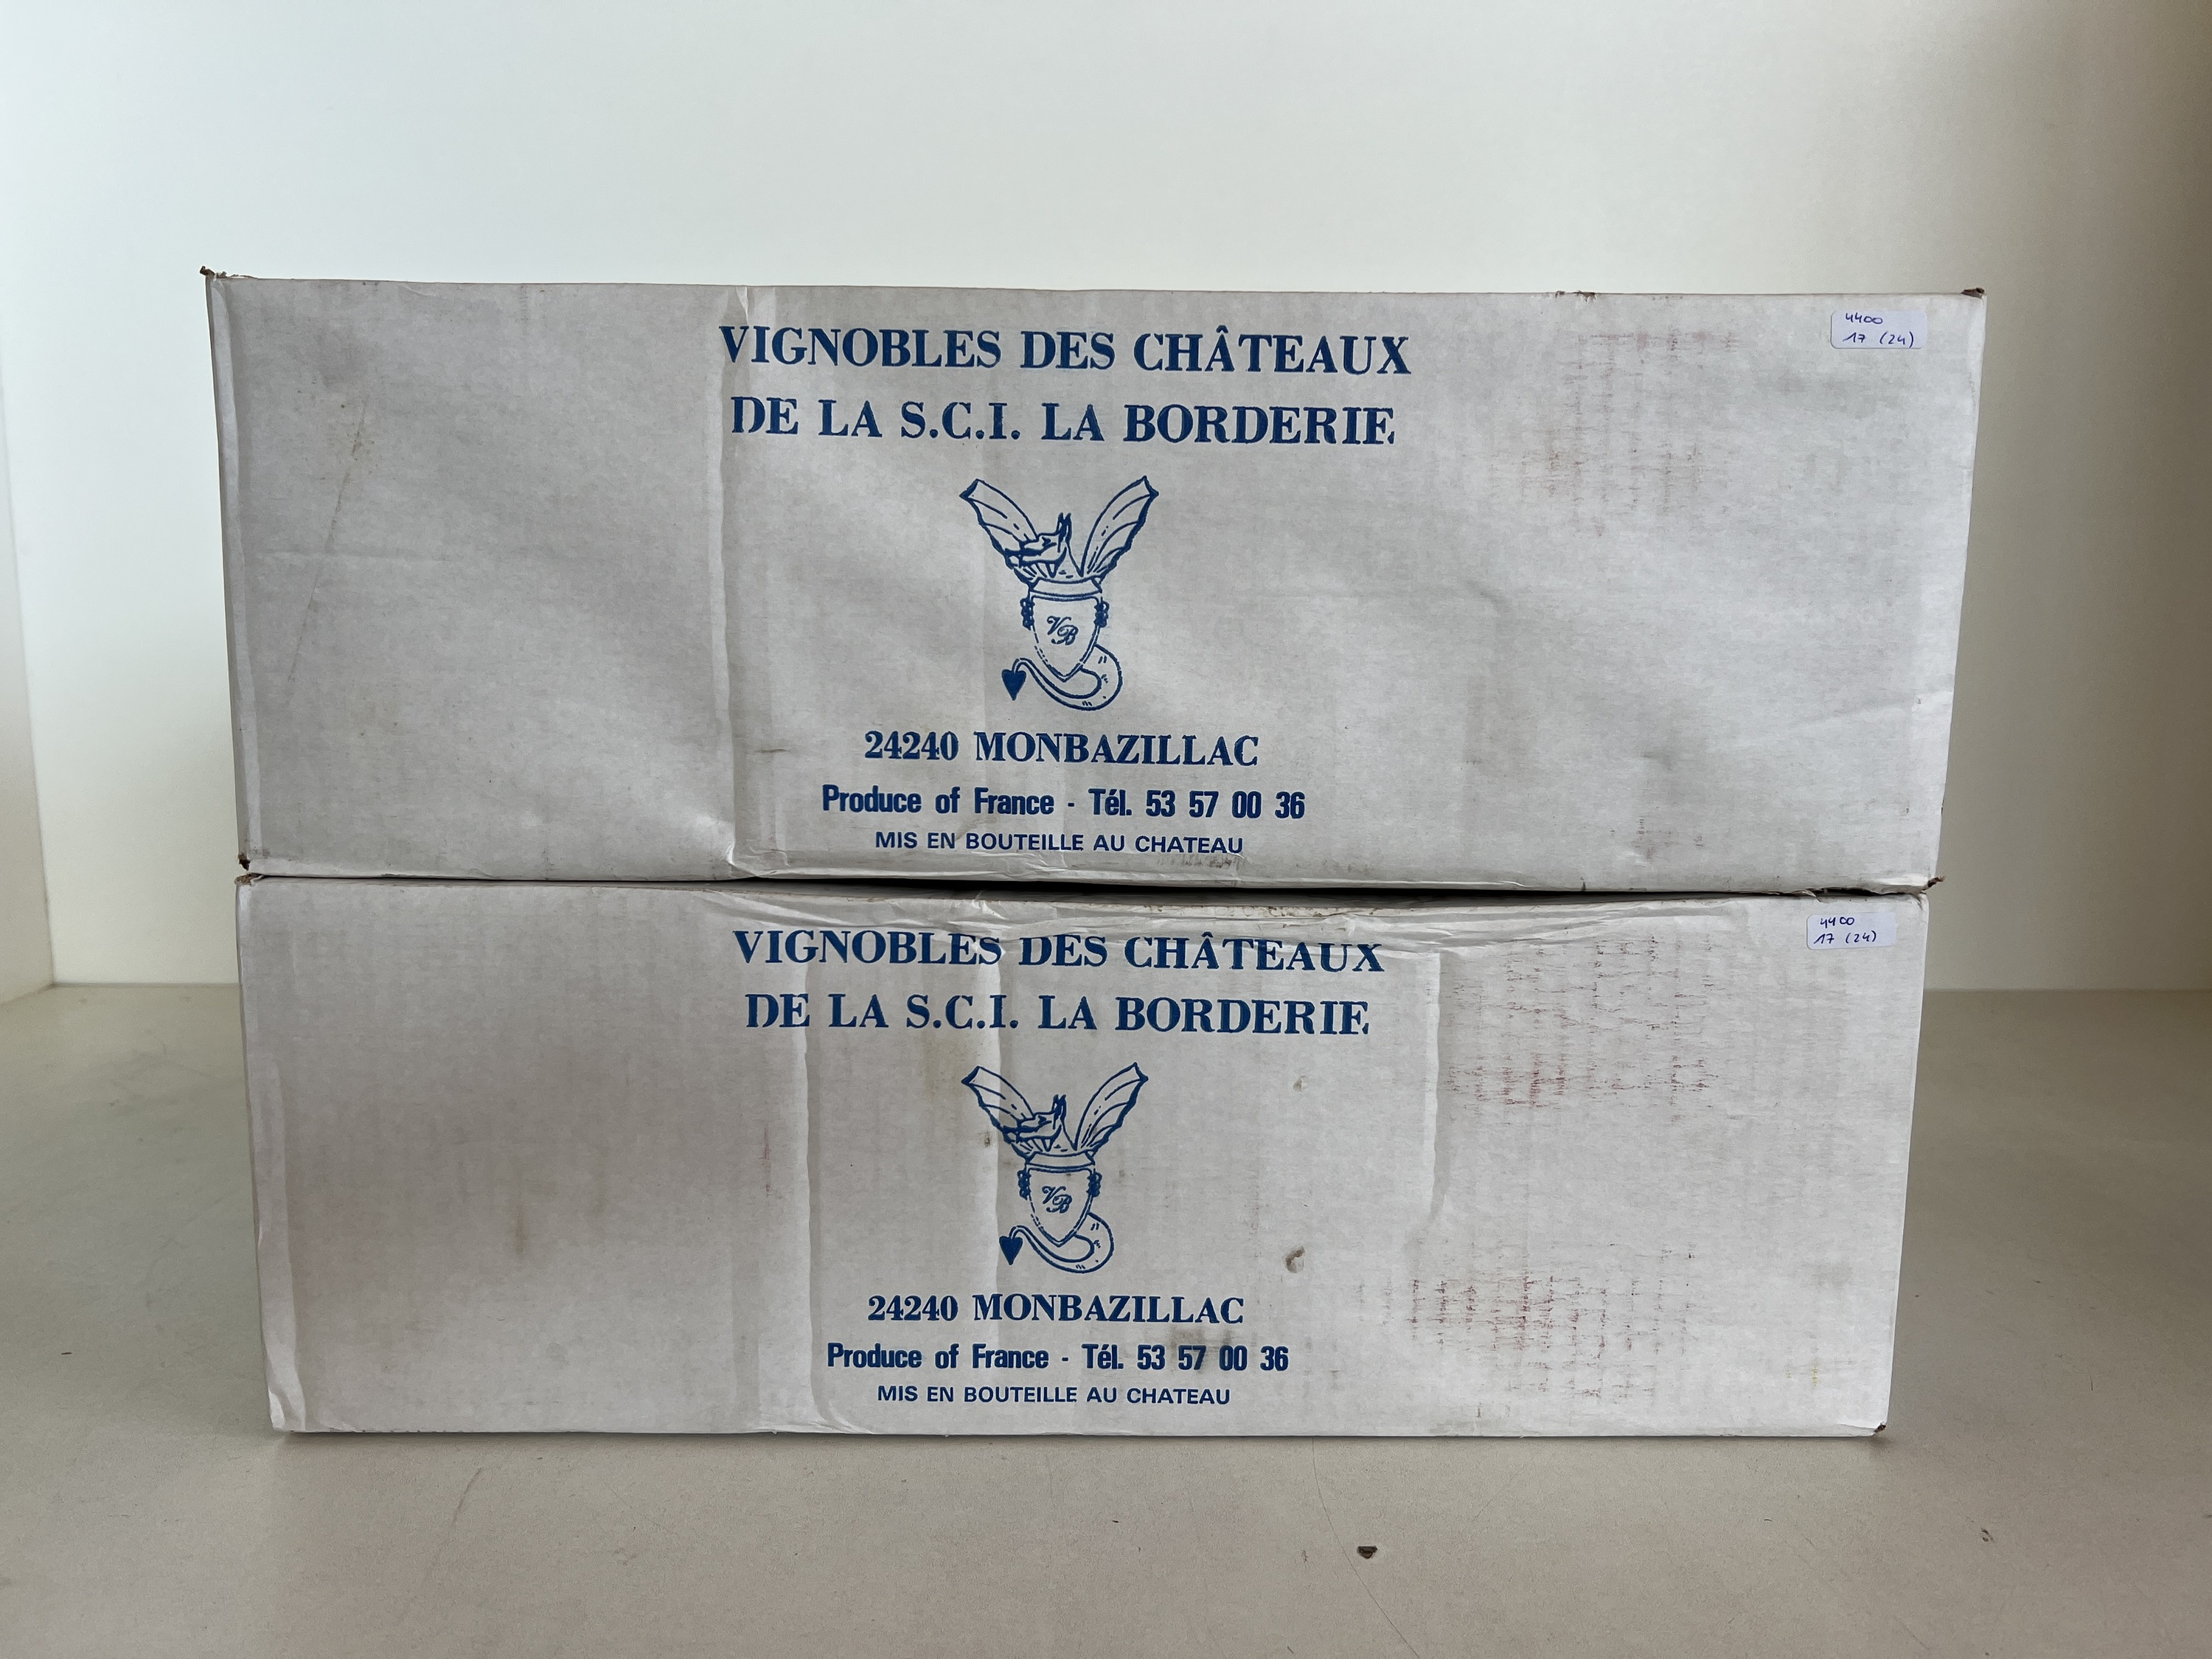 VIGNOBLES DES CHÂTEAUX
DE LA S.C.I. LA BORDERIE
4400
17 (24)
VB
24240 MONBAZILLAC
Produce of France - Tél. 53 57 00 36
MIS EN BOUTEILLE AU CHATEAU
VIGNOBLES DES CHÂTEAUX
DE LA S.C.I. LA BORDERIE
4400
17 (24)
VB
24240 MONBAZILLAC
Produce of France - Tél. 53 57 00 36
MIS EN BOUTEILLE AU CHATEAU